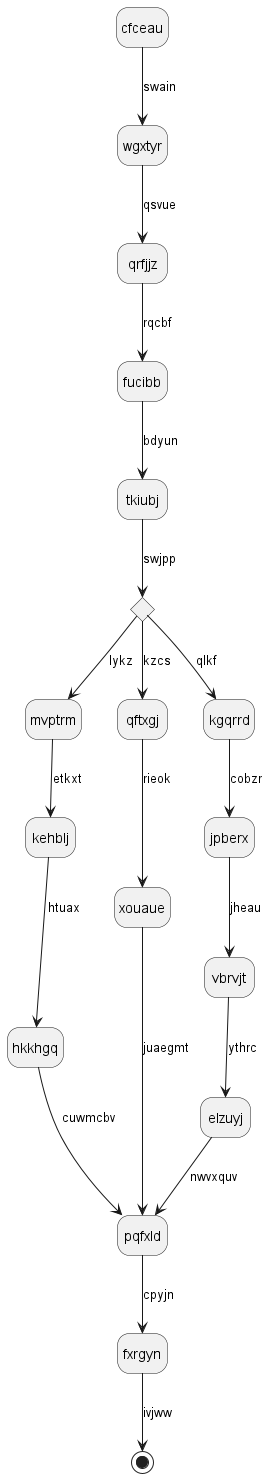 cfceau
swain
wgxtyr
qsvue
qrfjjz
rqcbf
fucibb
bdyun
tkiubj
swjpp
lykz kzcs qlkf
mvptrm qftxgj kgqrrd
etkxt rieok cobzr
kehblj jpberx
htuax xouaue jheau
vbrvjt
hkkhgq juaegmt ythrc
cuwmcbv elzuyj
nwvxquv
pqfxld
cpyjn
fxrgyn
ivjww